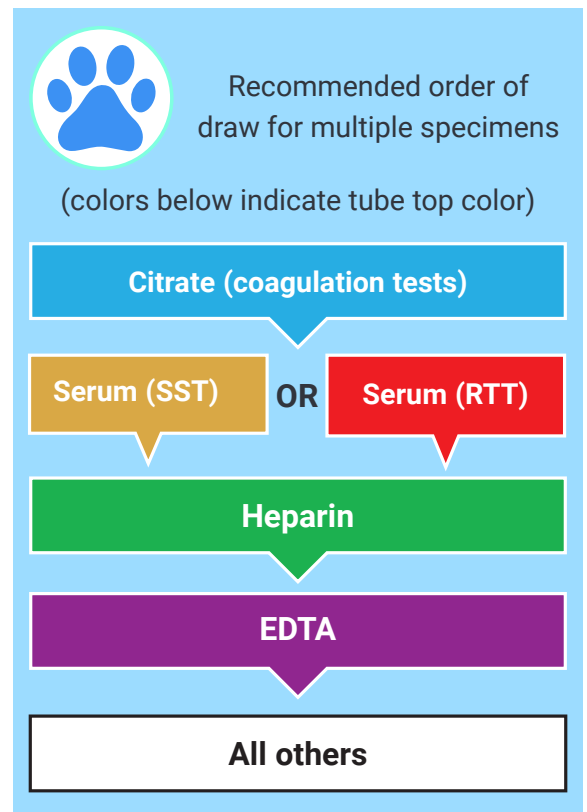 Recommended order of
draw for multiple specimens
(colors below indicate tube top color)
Citrate (coagulation tests)
Serum (SST)
OR
Serum (RTT)
Heparin
EDTA
All others